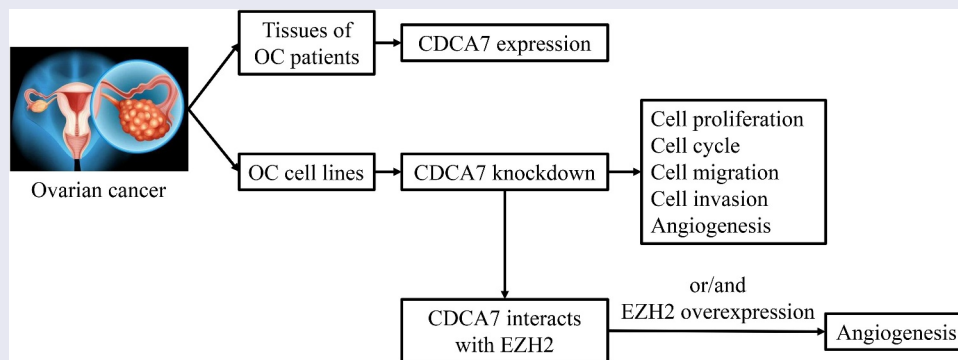 Tissues of
OC patients
CDCA7 expression
Ovarian cancer
OC cell lines
CDCA7 knockdown
Cell proliferation
Cell cycle
Cell migration
Cell invasion
Angiogenesis
CDCA7 interacts
with EZH2
or/and
EZH2 overexpression
Angiogenesis